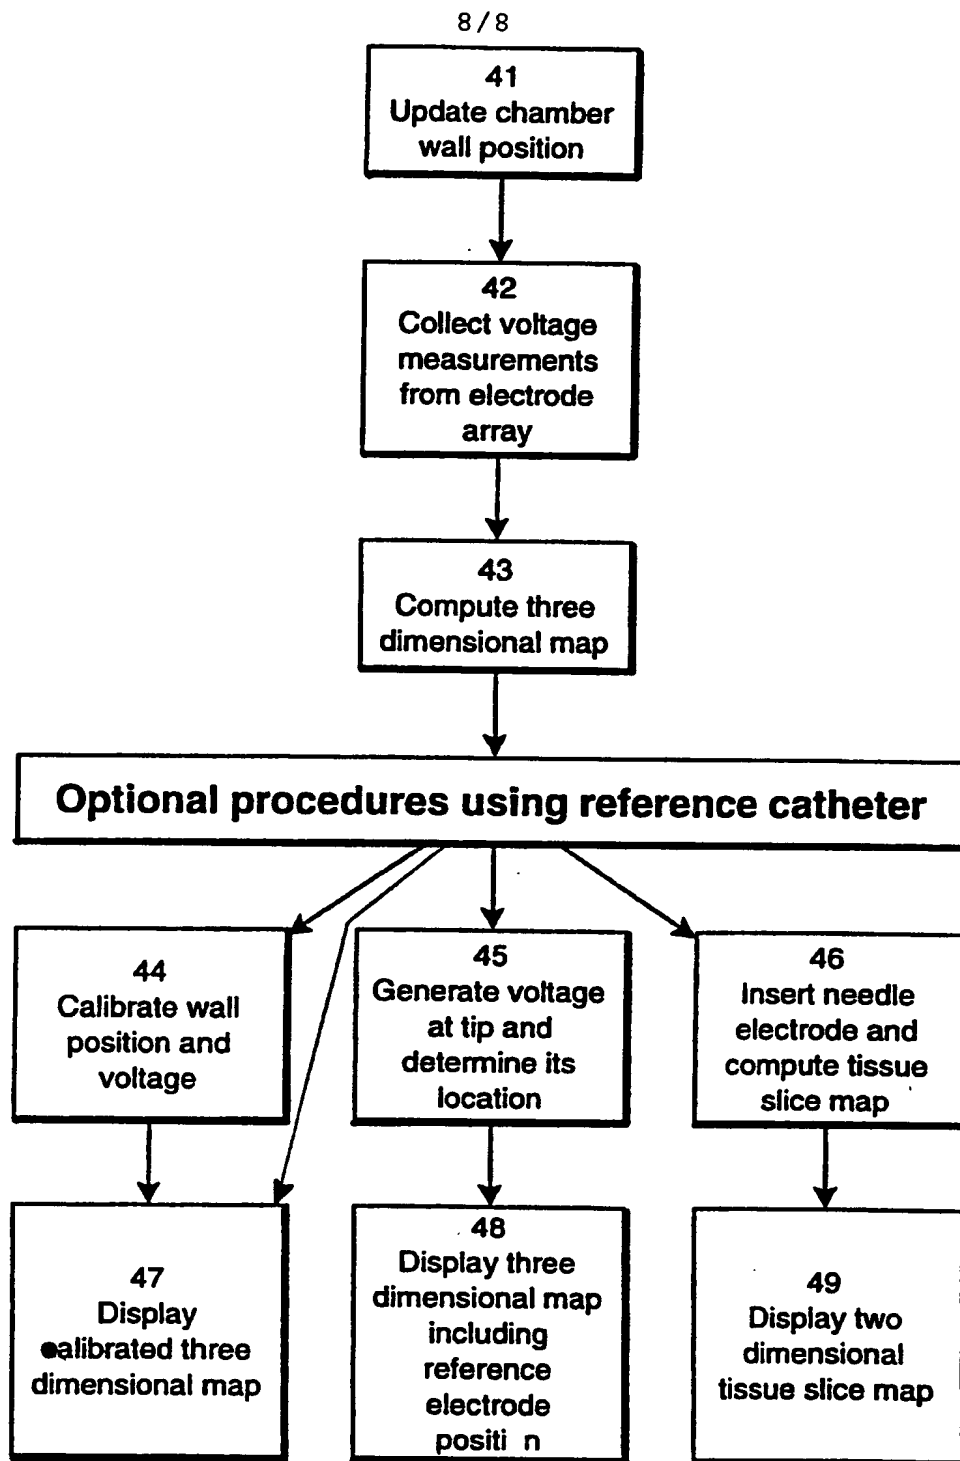 8/8
41
Update chamber
wall position
42
Collect voltage
measurements
from electrode
array
43
Compute three
dimensional map
Optional procedures using reference catheter
44
Calibrate wall
position and
voltage
45
Generate voltage
at tip and
determine its
location
46
Insert needle
electrode and
compute tissue
slice map
47
Display
calibrated three
dimensional map
48
Display three
dimensional map
including
reference
electrode
positi n
49
Display two
dimensional
tissue slice map